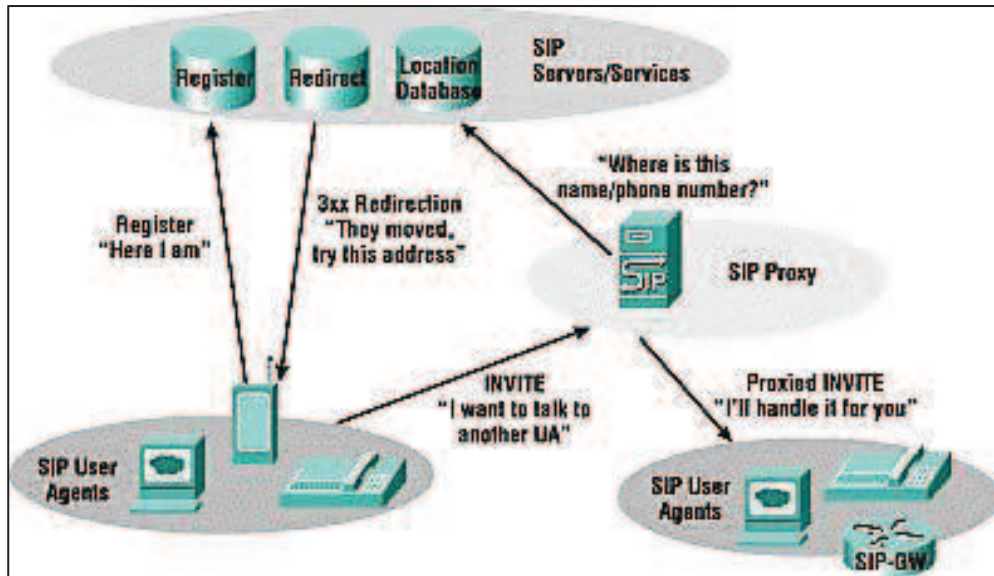 SIP
Servers/Services
Register
Redirect
Location
Database
"Where is this
name/phone number?"
3xx Redirection
"They moved,
try this address"
Register
"Here I am"
SIP
SIP Proxy
INVITE
"I want to talk to
another UA"
Proxied INVITE
"I'll handle it for you"
SIP User
Agents
SIP User
Agents
SIP-GW